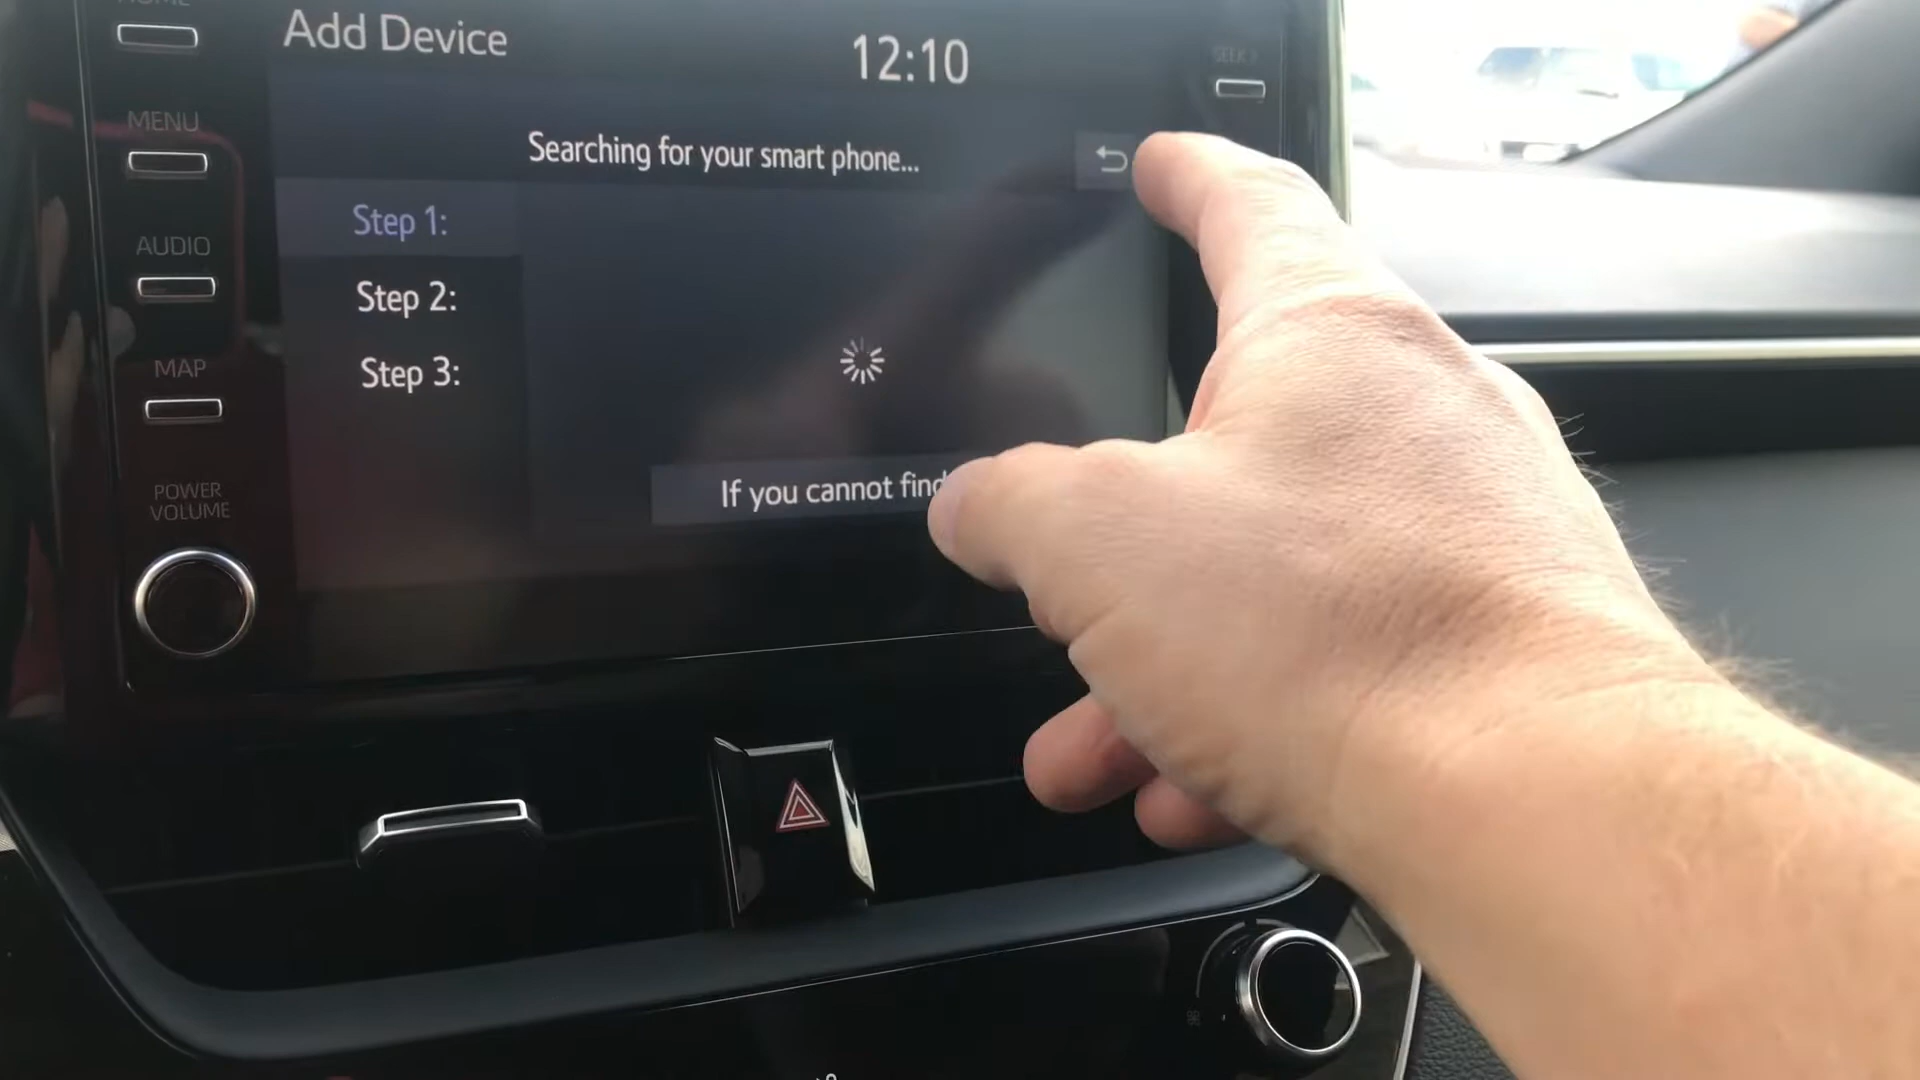 HOME
Add Device
12:10
SEEK >
MENU
Searching for your smart phone...
Step 1:
AUDIO
Step 2:
MAP
Step 3:
If you cannot find
POWER
VOLUME